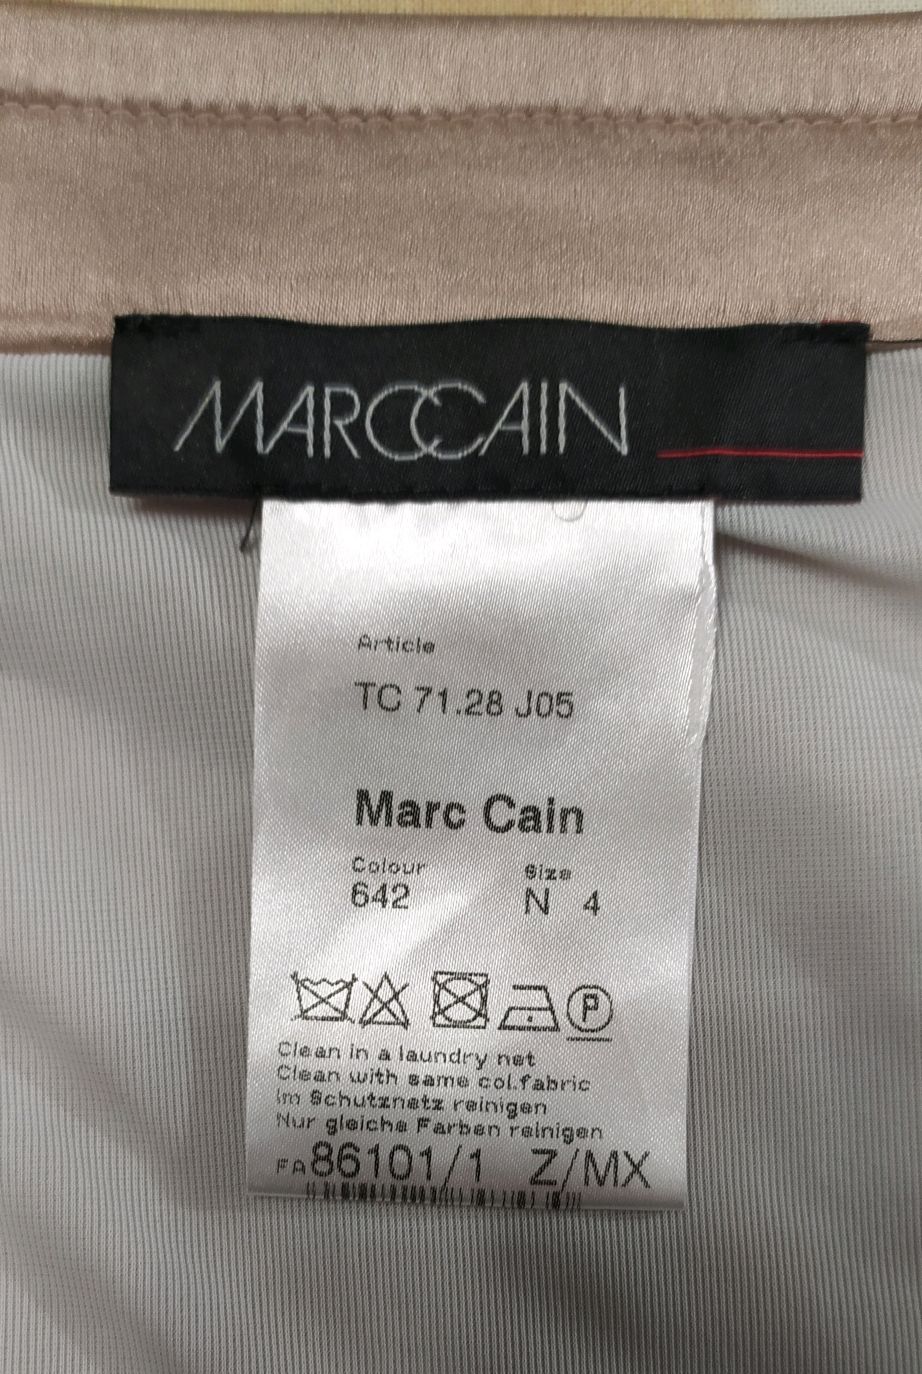 MARCCAIN
Article
TC 71.28 J05
Marc Cain
Colour Size
642 N 4
P
Clean in a laundry net
Clean with same col.fabric
Im Schutznetz reinigen
Nur gleiche Farben reinigen
FA86101/1 Z/MX